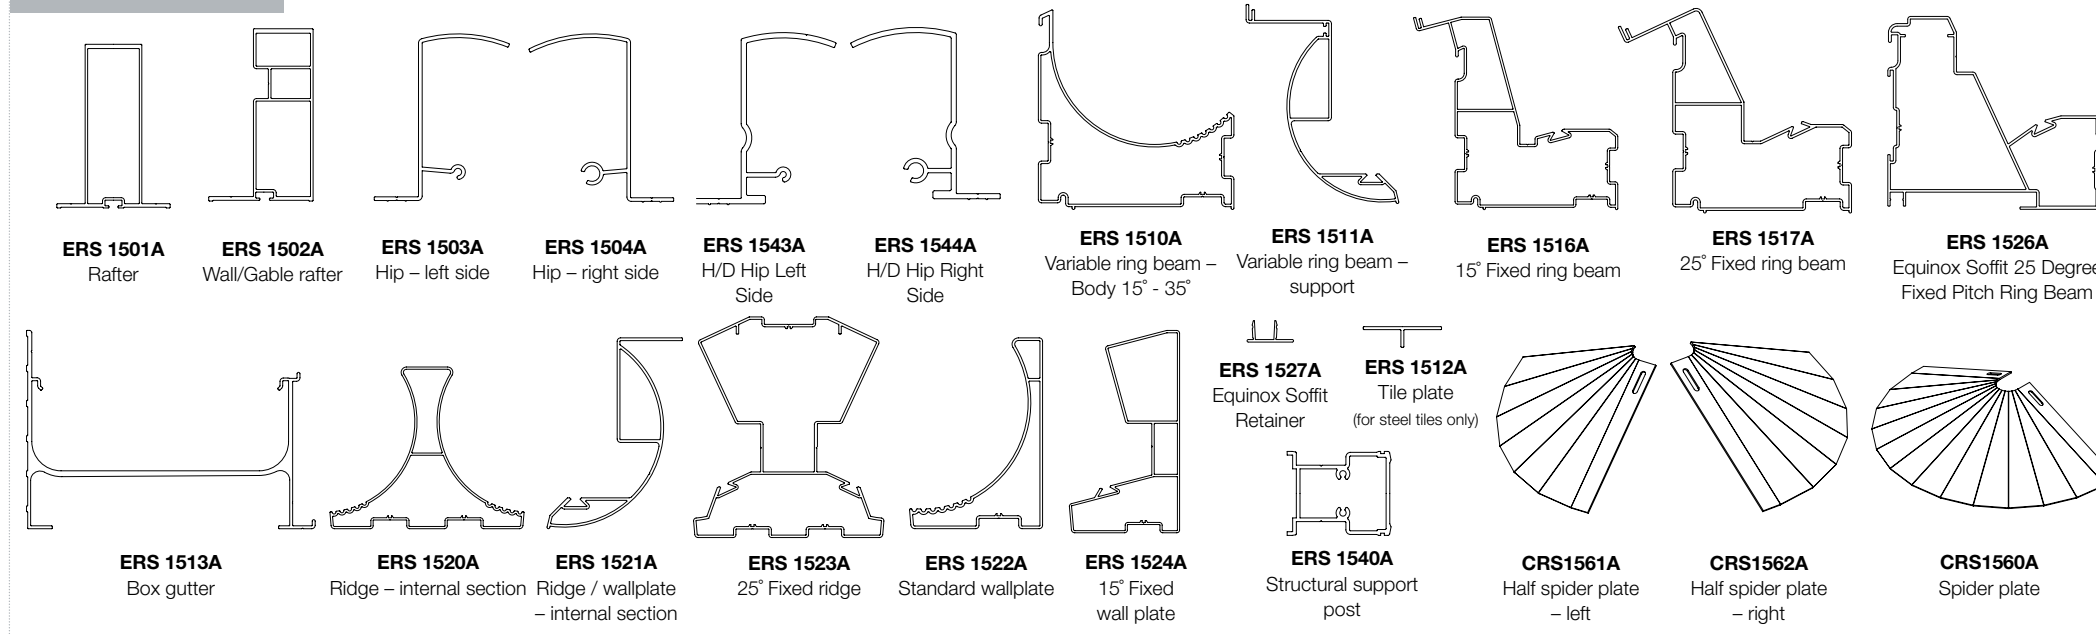 ERS 1501A
Rafter
ERS 1502A
Wall/Gable rafter
ERS 1503A
Hip – left side
ERS 1504A
Hip – right side
ERS 1543A
H/D Hip Left
Side
ERS 1544A
H/D Hip Right
Side
ERS 1510A
Variable ring beam –
Body 15˚ - 35˚
ERS 1511A
Variable ring beam –
support
ERS 1516A
15˚ Fixed ring beam
ERS 1517A
25˚ Fixed ring beam
ERS 1526A
Equinox Soffit 25 Degree
Fixed Pitch Ring Beam
ERS 1527A
Equinox Soffit
Retainer
ERS 1512A
Tile plate
(for steel tiles only)
ERS 1513A
Box gutter
ERS 1520A
Ridge – internal section
ERS 1521A
Ridge / wallplate
– internal section
ERS 1523A
25˚ Fixed ridge
ERS 1522A
Standard wallplate
ERS 1524A
15˚ Fixed
wall plate
ERS 1540A
Structural support
post
CRS1561A
Half spider plate
– left
CRS1562A
Half spider plate
– right
CRS1560A
Spider plate